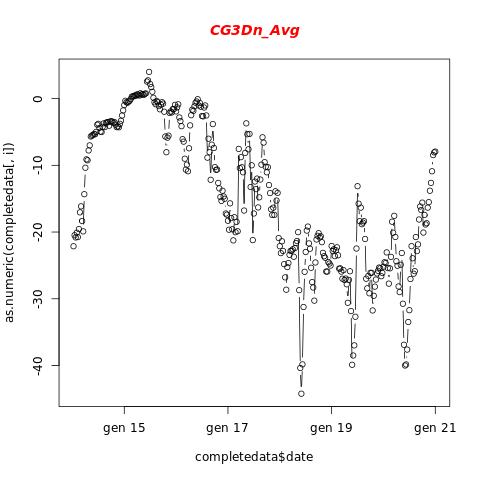 CG3Dn_Avg
as.numeric(completedata[, i])
0
-10
-20
-30
-40
gen 15
gen 17
gen 19
gen 21
completedata$date